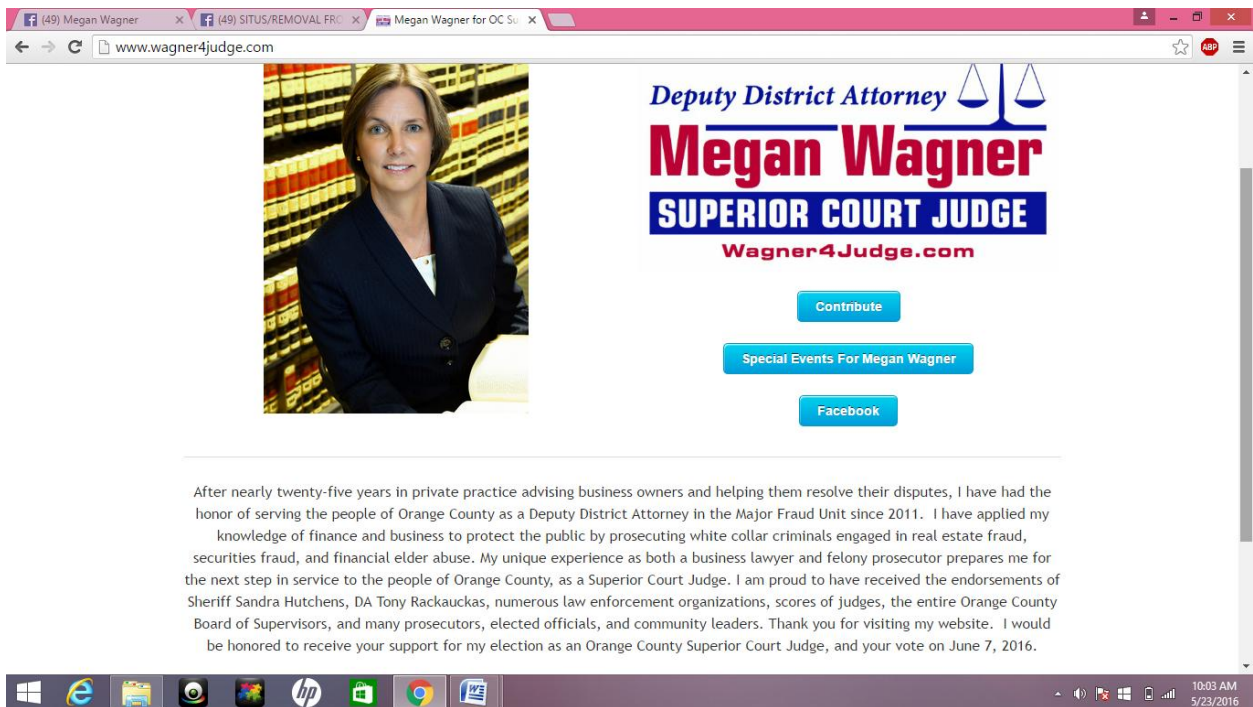 (49) Megan Wagner
(49) SITUS/REMOVAL FRO
Megan Wagner for OC Su
www.wagner4judge.com
ABP
Deputy District Attorney
Megan Wagner
SUPERIOR COURT JUDGE
Wagner4Judge.com
Contribute
Special Events For Megan Wagner
Facebook
After nearly twenty-five years in private practice advising business owners and helping them resolve their disputes, I have had the
honor of serving the people of Orange County as a Deputy District Attorney in the Major Fraud Unit since 2011.  I have applied my
knowledge of finance and business to protect the public by prosecuting white collar criminals engaged in real estate fraud,
securities fraud, and financial elder abuse. My unique experience as both a business lawyer and felony prosecutor prepares me for
the next step in service to the people of Orange County, as a Superior Court Judge. I am proud to have received the endorsements of
Sheriff Sandra Hutchens, DA Tony Rackauckas, numerous law enforcement organizations, scores of judges, the entire Orange County
Board of Supervisors, and many prosecutors, elected officials, and community leaders. Thank you for visiting my website.  I would
be honored to receive your support for my election as an Orange County Superior Court Judge, and your vote on June 7, 2016.
hp
10:03 AM
5/23/2016